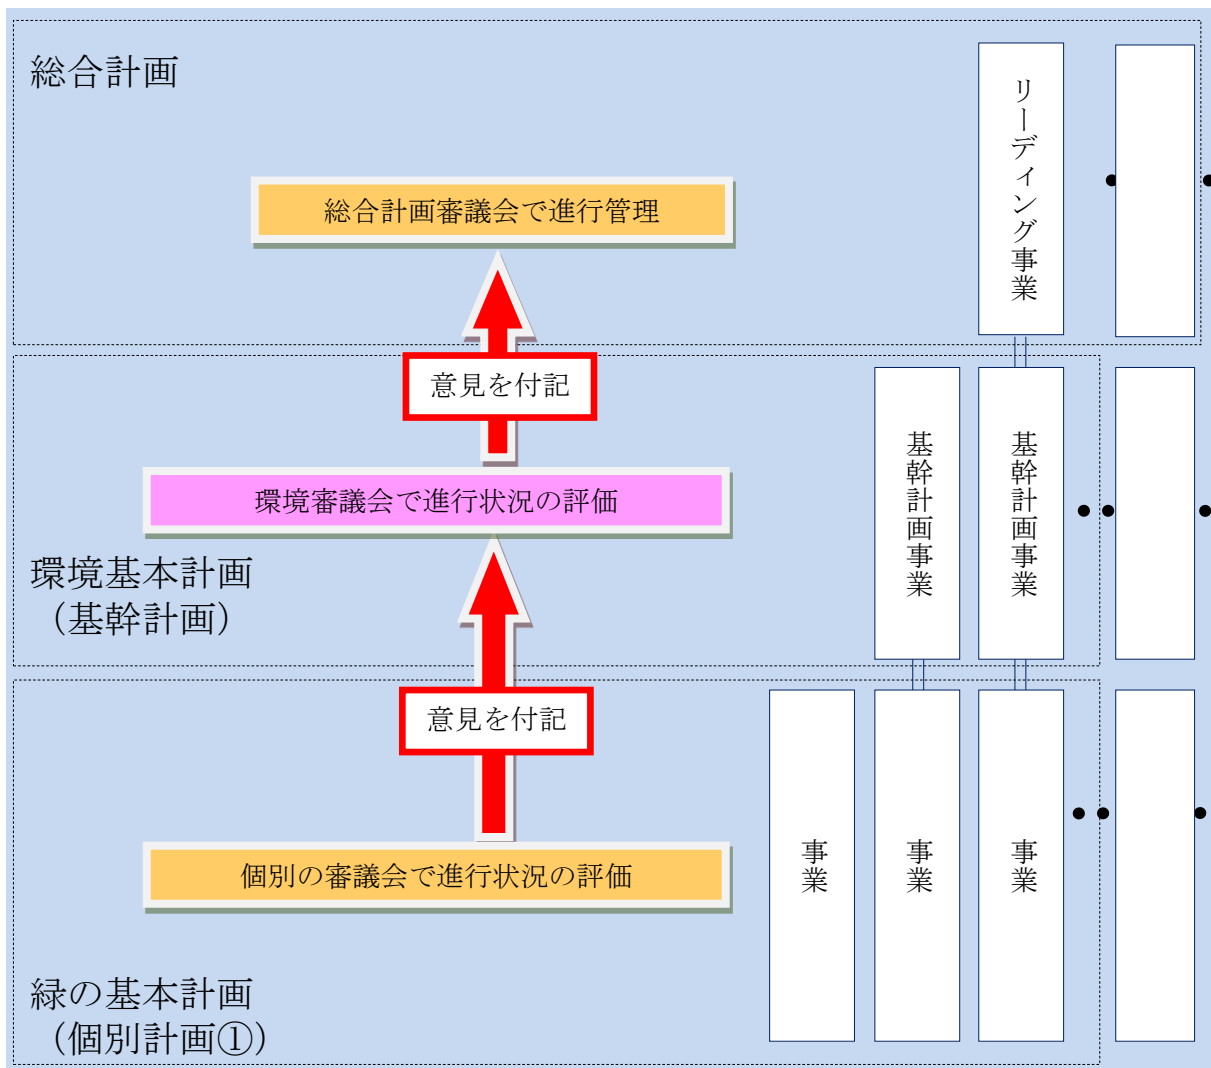 総合計画
リーディング事業
総合計画審議会で進行管理
意見を付記
基幹計画事業
基幹計画事業
環境審議会で進行状況の評価
環境基本計画
（基幹計画）
意見を付記
事業
事業
事業
個別の審議会で進行状況の評価
緑の基本計画
（個別計画①）